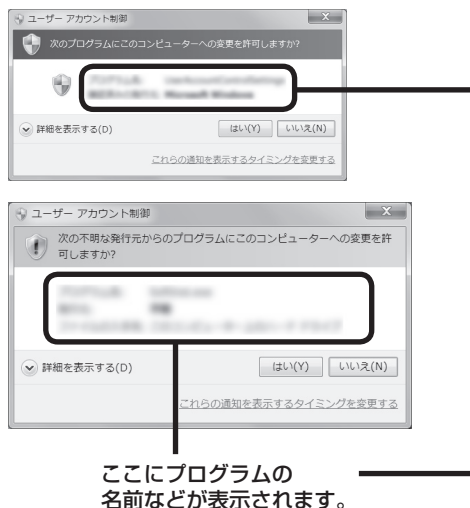 ユーザー アカウント制御
次のプログラムにこのコンピューターへの変更を許可しますか?
詳細を表示する(D)
はい(Y)
いいえ(N)
これらの通知を表示するタイミングを変更する
ユーザー アカウント制御
次の不明な発行元からのプログラムにこのコンピューターへの変更を許
可しますか?
詳細を表示する(D)
はい(Y)
いいえ(N)
これらの通知を表示するタイミングを変更する
ここにプログラムの
名前などが表示されます。